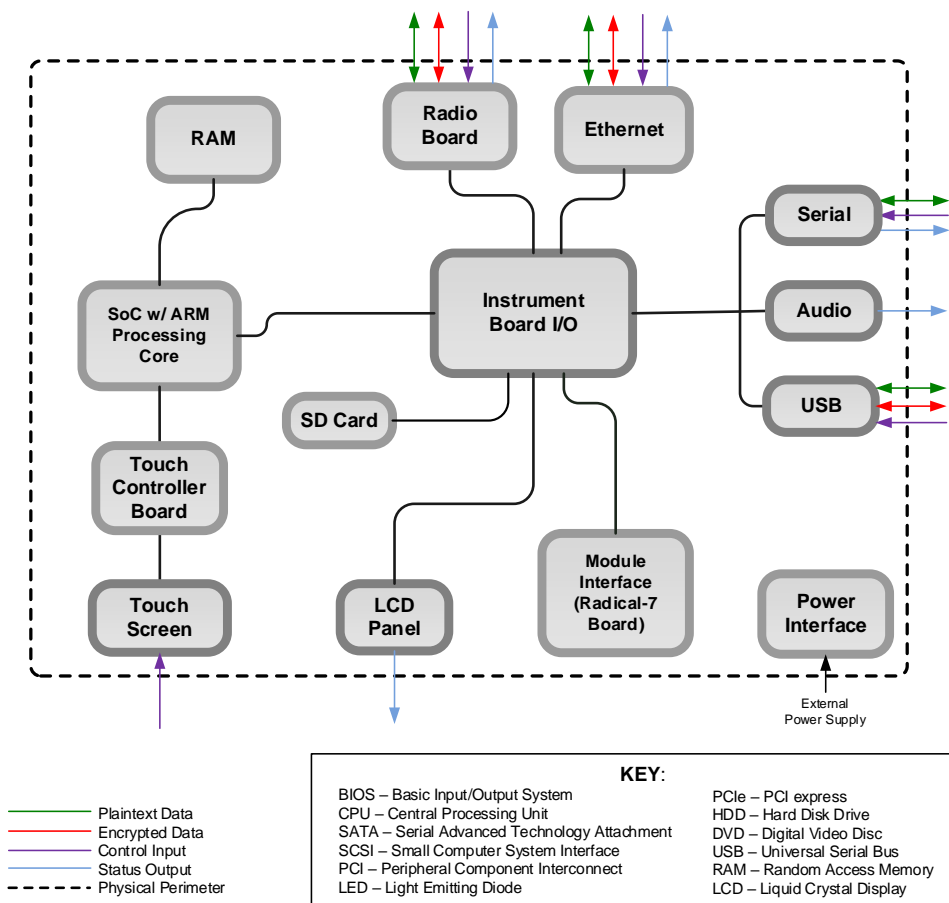 Radio
Board
Ethernet
RAM
Serial
SoC w/ ARM
Processing
Core
Instrument
Board I/O
Audio
SD Card
USB
Touch
Controller
Board
Module
Interface
(Radical-7
Board)
Touch
Screen
LCD
Panel
Power
Interface
External
Power Supply
Plaintext Data
Encrypted Data
Control Input
Status Output
Physical Perimeter
KEY:
BIOS – Basic Input/Output System
CPU – Central Processing Unit
SATA – Serial Advanced Technology Attachment
SCSI – Small Computer System Interface
PCI – Peripheral Component Interconnect
LED – Light Emitting Diode
PCIe – PCI express
HDD – Hard Disk Drive
DVD – Digital Video Disc
USB – Universal Serial Bus
RAM – Random Access Memory
LCD – Liquid Crystal Display